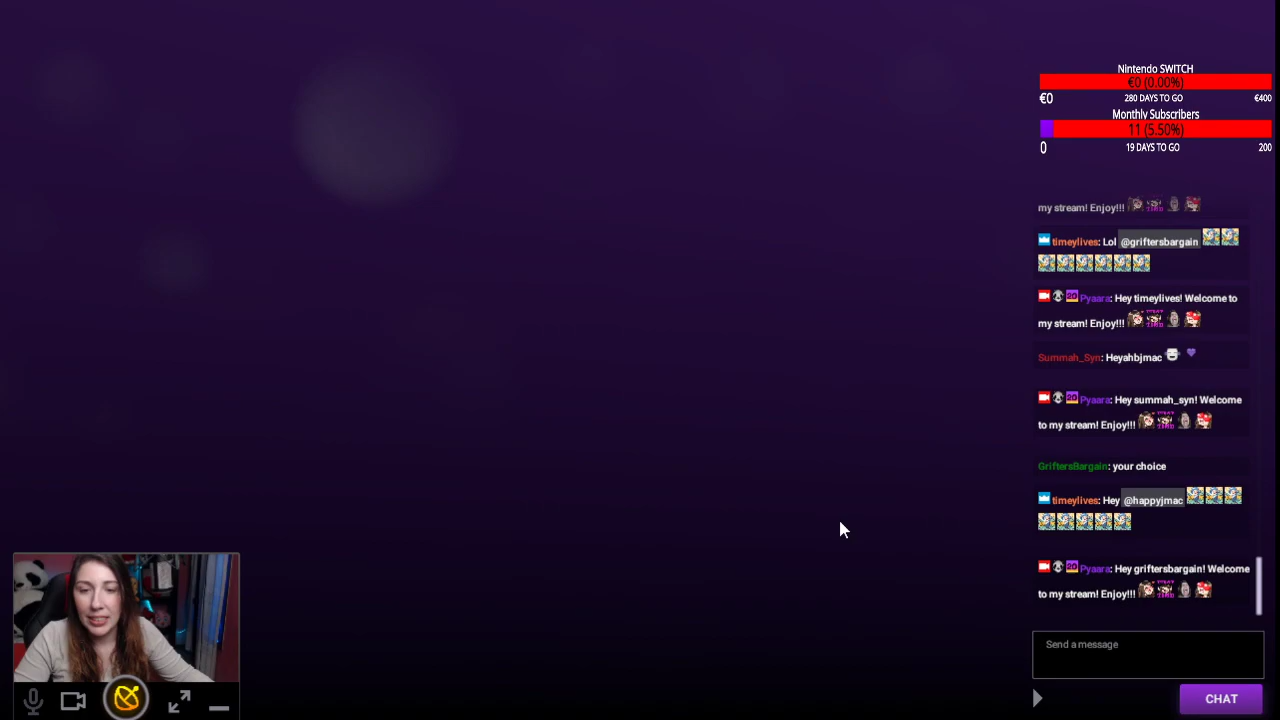 Nintendo SWITCH
€0 (0.00%)
€0 280 DAYS TO GO €400
Monthly Subscribers
11 (5.50%)
0 19 DAYS TO GO 200
my stream! Enjoy!!!
timeylives: Lol @griftersbargain
20 Pyaara: Hey timeylives! Welcome to
my stream! Enjoy!!!
Summah_Syn: Heyahbjmac
20 Pyaara: Hey summah_syn! Welcome
to my stream! Enjoy!!!
GriftersBargain: your choice
timeylives: Hey @happyjmac
20 Pyaara: Hey griftersbargain! Welcome
to my stream! Enjoy!!!
Send a message
CHAT